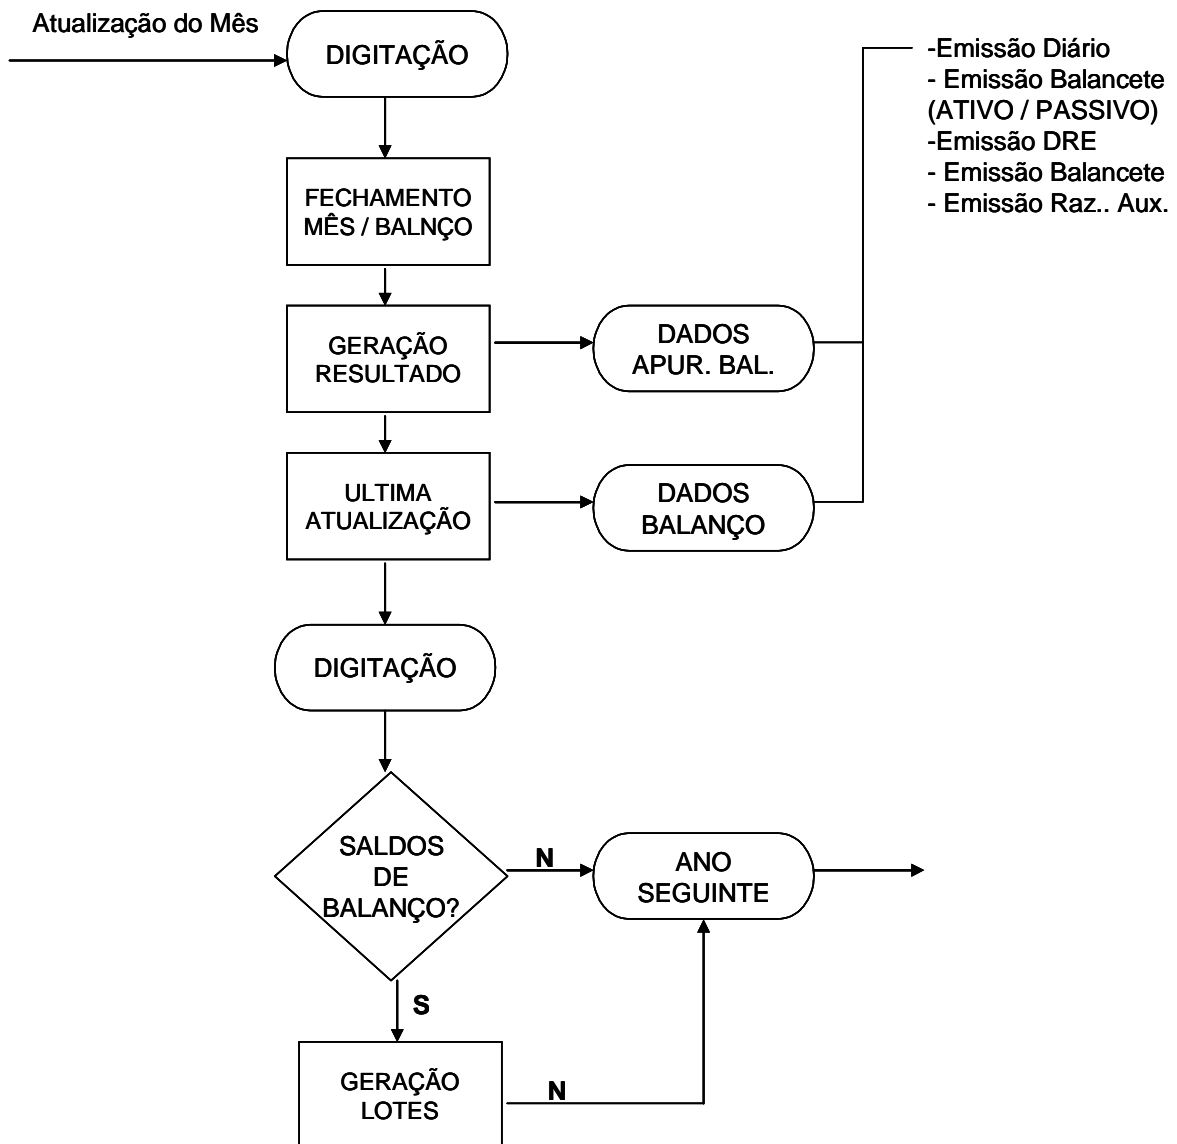 Atualização do Mês
DIGITAÇÃO
-Emissão Diário
- Emissão Balancete
(ATIVO / PASSIVO)
-Emissão DRE
- Emissão Balancete
- Emissão Raz.. Aux.
FECHAMENTO
MÊS / BALNÇO
GERAÇÃO
RESULTADO
DADOS
APUR. BAL.
ULTIMA
ATUALIZAÇÃO
DADOS
BALANÇO
DIGITAÇÃO
SALDOS
DE
BALANÇO?
N
ANO
SEGUINTE
S
GERAÇÃO
LOTES
N